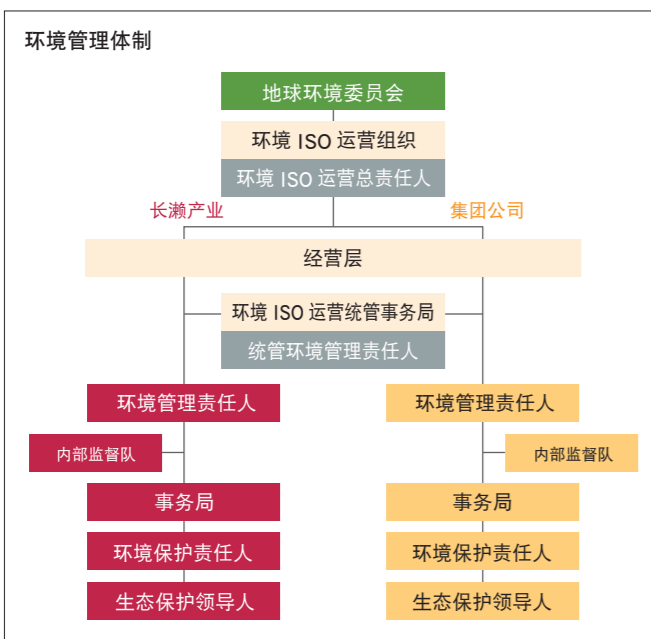 环境管理体制
地球环境委员会
环境 ISO 运营组织
环境 ISO 运营总责任人
长濑产业
集团公司
经营层
环境 ISO 运营统管事务局
统管环境管理责任人
环境管理责任人
环境管理责任人
内部监督队
内部监督队
事务局
事务局
环境保护责任人
环境保护责任人
生态保护领导人
生态保护领导人